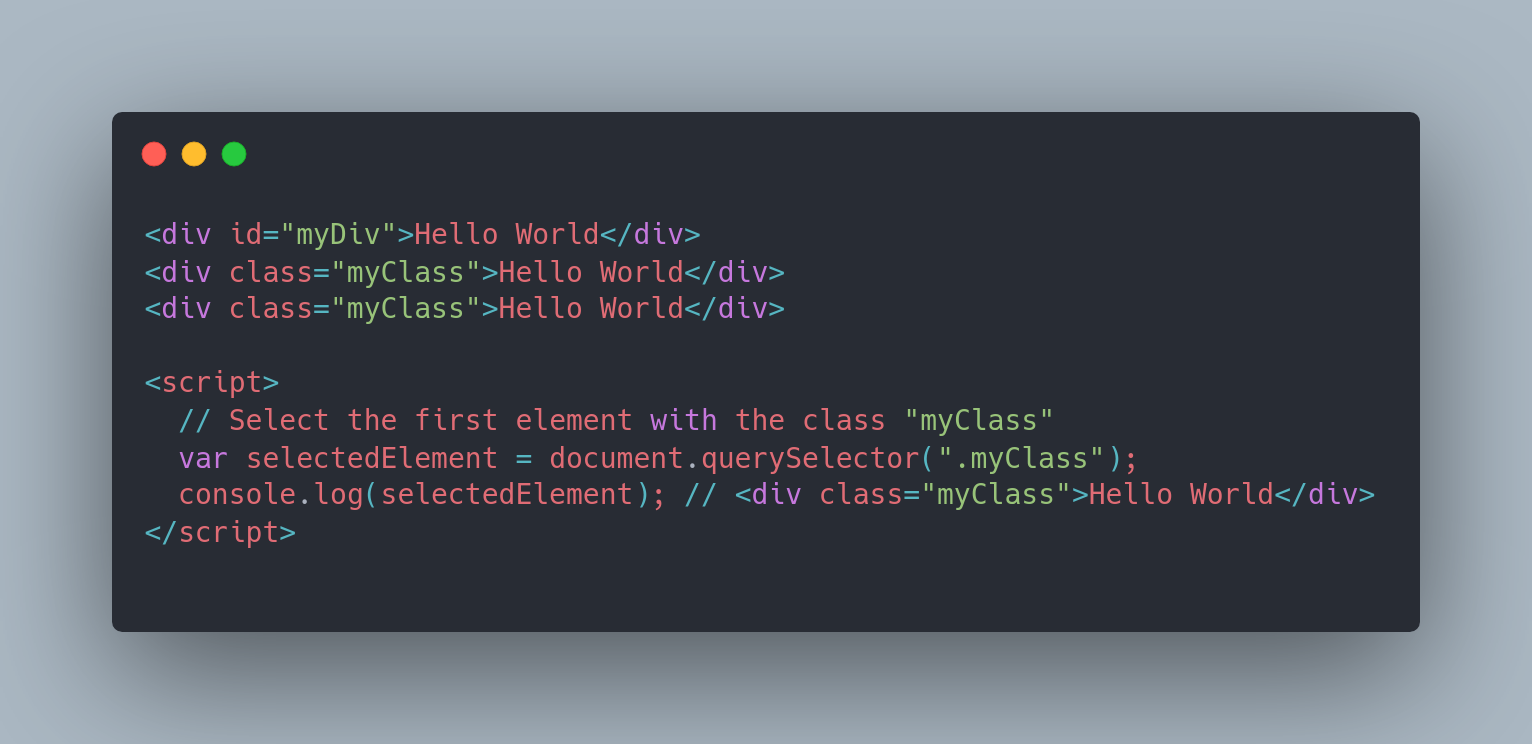 <div id="myDiv">Hello World</div>
<div class="myClass">Hello World</div>
<div class="myClass">Hello World</div>

<script>
  // Select the first element with the class "myClass"
  var selectedElement = document.querySelector(".myClass");
  console.log(selectedElement); // <div class="myClass">Hello World</div>
</script>